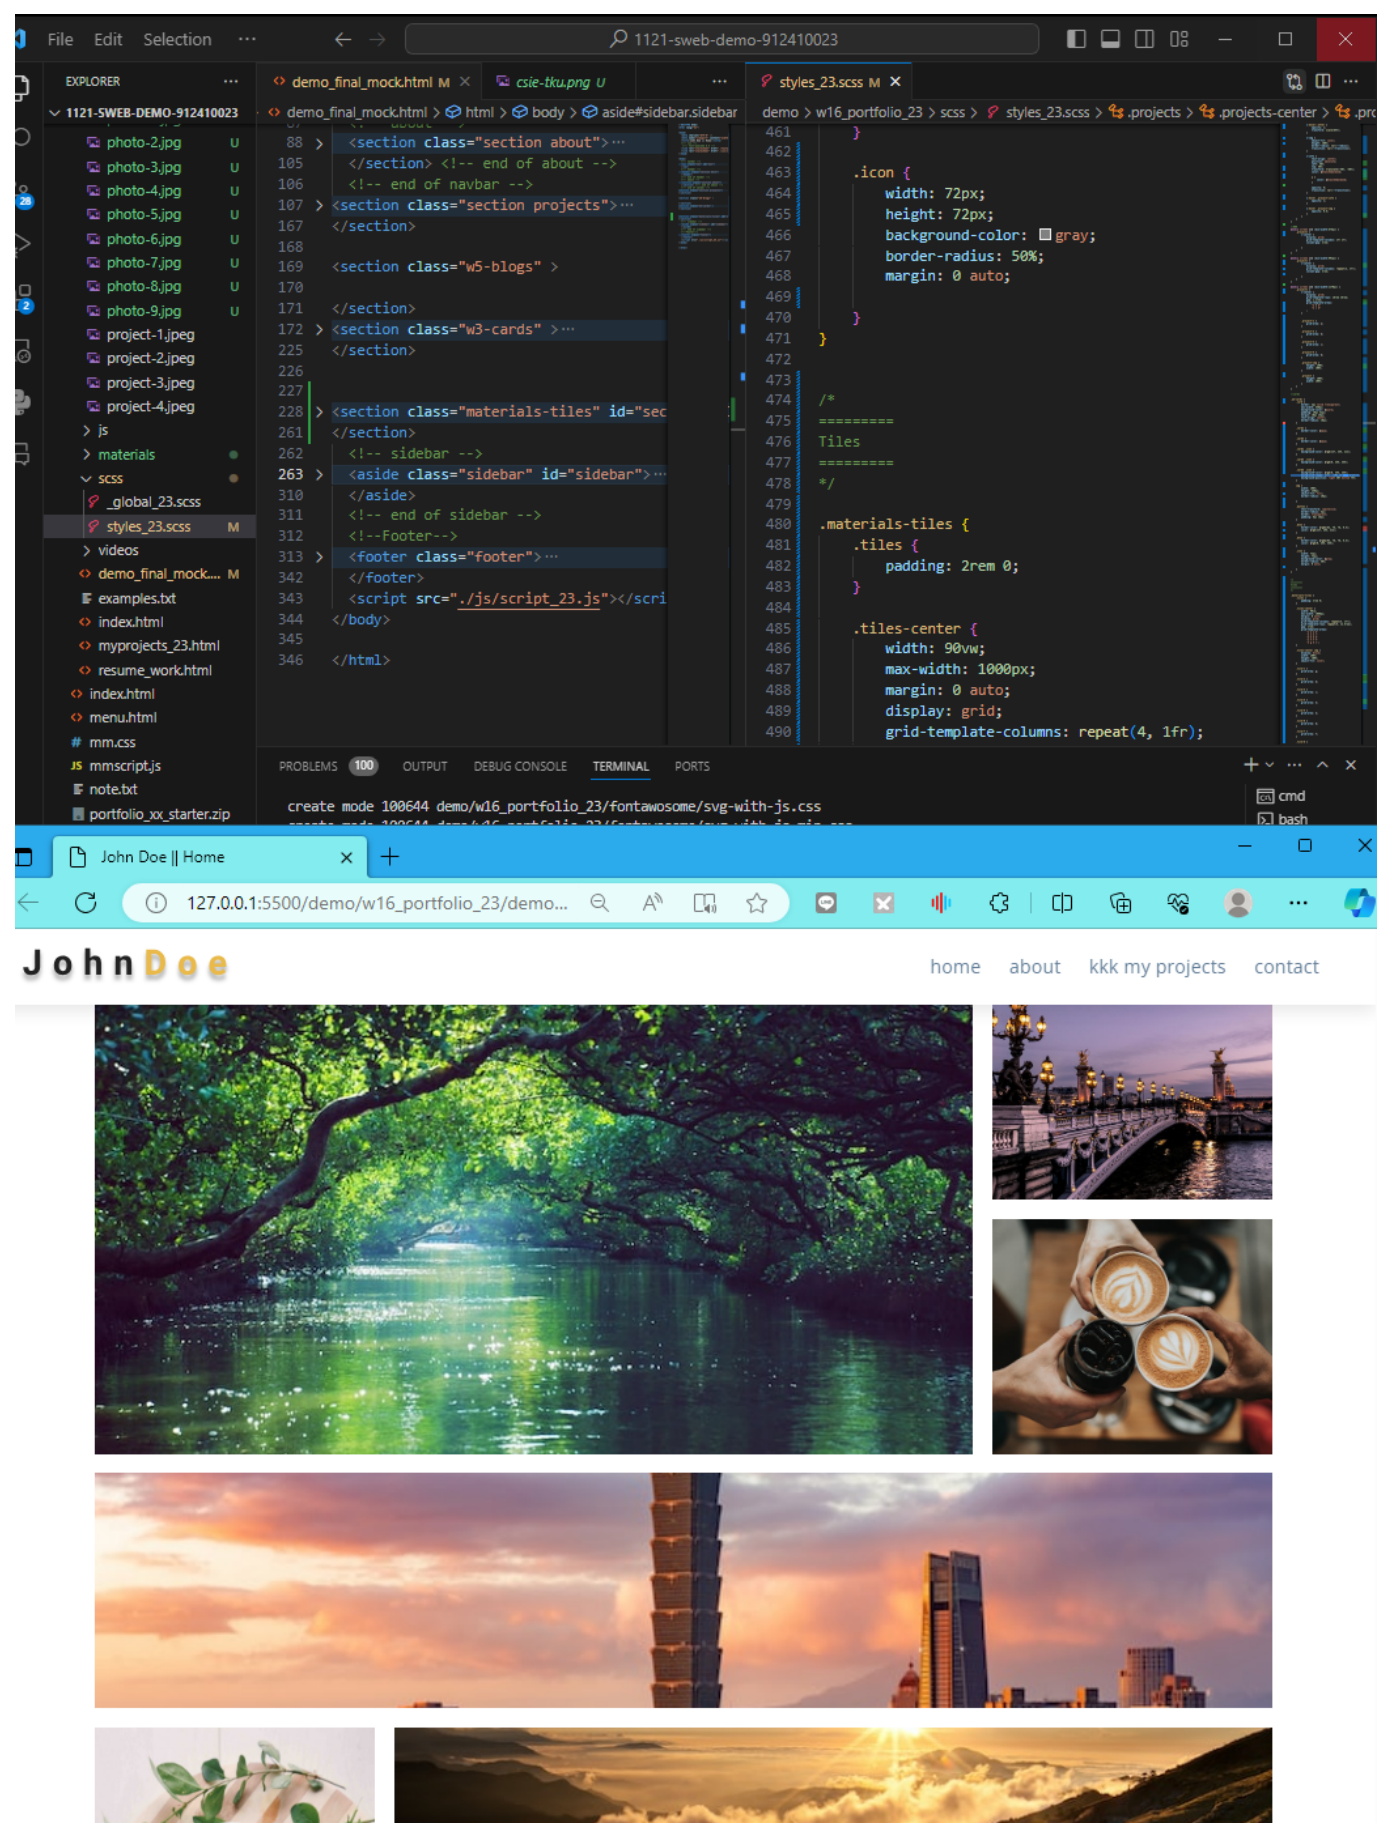 File Edit Selection ··· 1121-sweb-demo-912410023
EXPLORER ···
1121-SWEB-DEMO-912410023
photo-2.jpg U
photo-3.jpg U
photo-4.jpg U
photo-5.jpg U
photo-6.jpg U
photo-7.jpg U
photo-8.jpg U
photo-9.jpg U
project-1.jpeg
project-2.jpeg
project-3.jpeg
project-4.jpeg
js
materials
scss
_global_23.scss
styles_23.scss M
videos
demo_final_mock.... M
examples.txt
index.html
myprojects_23.html
resume_work.html
index.html
menu.html
mm.css
JS mmscript.js
note.txt
portfolio_xx_starter.zip
28
2
demo_final_mock.html M × csie-tku.png U ···
demo_final_mock.html > html > body > aside#sidebar.sidebar
88 > <section class="section about">···
105 </section> <!-- end of about -->
106 <!-- end of navbar -->
107 > <section class="section projects">···
167 </section>
168
169 <section class="w5-blogs" >
170
171 </section>
172 > <section class="w3-cards" >···
225 </section>
226
227
228 > <section class="materials-tiles" id="sec
261 </section>
262 <!-- sidebar -->
263 > <aside class="sidebar" id="sidebar">···
310 </aside>
311 <!-- end of sidebar -->
312 <!--Footer-->
313 > <footer class="footer">···
342 </footer>
343 <script src="./js/script_23.js"></scri
344 </body>
345
346 </html>
styles_23.scss M ×
demo > w16_portfolio_23 > scss > styles_23.scss > .projects > .projects-center > .pro
461 }
462
463 .icon {
464 width: 72px;
465 height: 72px;
466 background-color: gray;
467 border-radius: 50%;
468 margin: 0 auto;
469
470 }
471 }
472
473
474 /*
475 =========
476 Tiles
477 =========
478 */
479
480 .materials-tiles {
481 .tiles {
482 padding: 2rem 0;
483 }
484
485 .tiles-center {
486 width: 90vw;
487 max-width: 1000px;
488 margin: 0 auto;
489 display: grid;
490 grid-template-columns: repeat(4, 1fr);
PROBLEMS 100 OUTPUT DEBUG CONSOLE TERMINAL PORTS
create mode 100644 demo/w16_portfolio_23/fontawosome/svg-with-js.css
cmd
bash
John Doe || Home
127.0.0.1:5500/demo/w16_portfolio_23/demo...
JohnDoe
home about kkk my projects contact